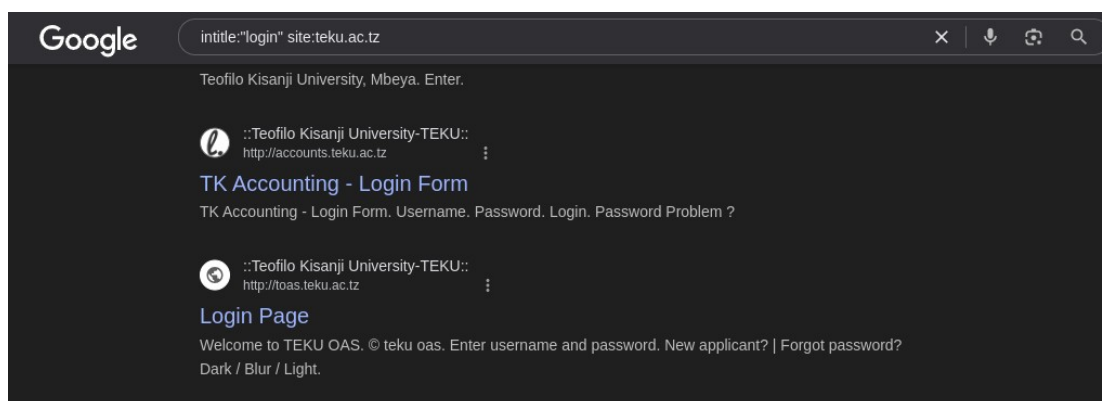 Google
intitle:"login" site:teku.ac.tz
Teofilo Kisanji University, Mbeya. Enter.
::Teofilo Kisanji University-TEKU::
http://accounts.teku.ac.tz
TK Accounting - Login Form
TK Accounting - Login Form. Username. Password. Login. Password Problem ?
::Teofilo Kisanji University-TEKU::
http://toas.teku.ac.tz
Login Page
Welcome to TEKU OAS. © teku oas. Enter username and password. New applicant? | Forgot password?
Dark / Blur / Light.